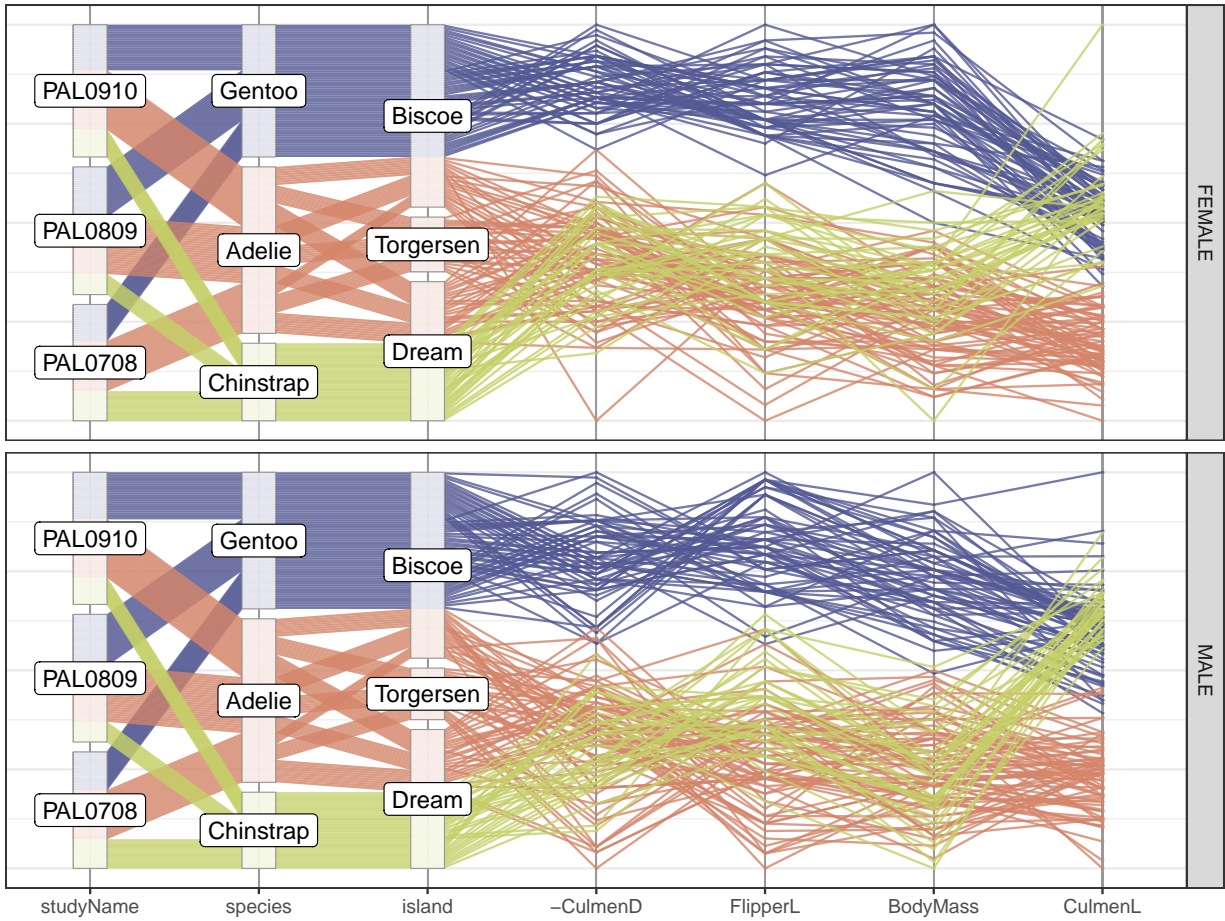 PAL0910
Gentoo
Biscoe
PAL0809
Adelie
Torgersen
PAL0708
Chinstrap
Dream
FEMALE
PAL0910
Gentoo
Biscoe
PAL0809
Adelie
Torgersen
PAL0708
Chinstrap
Dream
MALE
studyName
species
island
−CulmenD
FlipperL
BodyMass
CulmenL